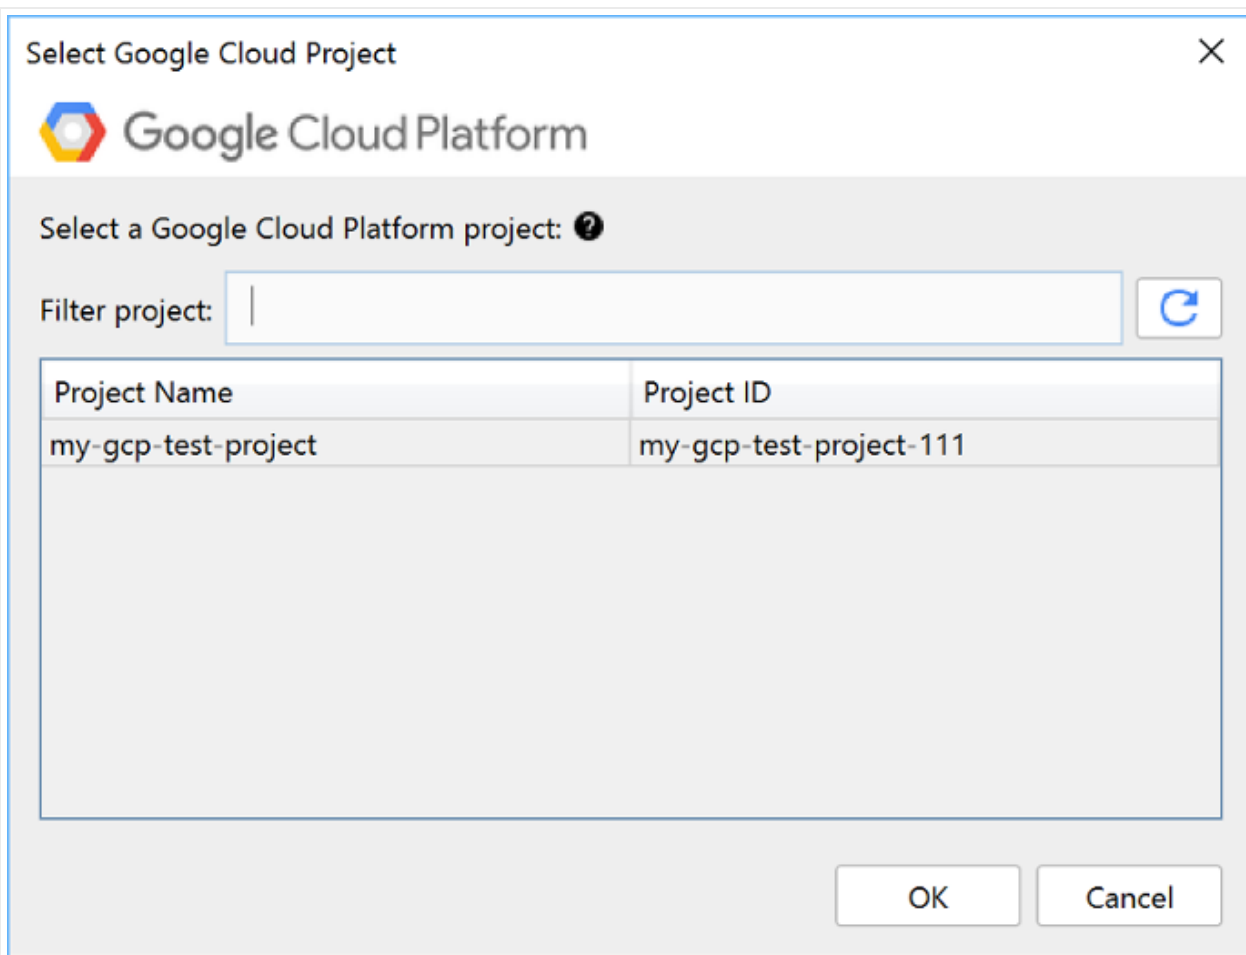 Select Google Cloud Project
Google Cloud Platform
Select a Google Cloud Platform project: ?
Filter project:
Project Name Project ID
my-gcp-test-project my-gcp-test-project-111
OK Cancel